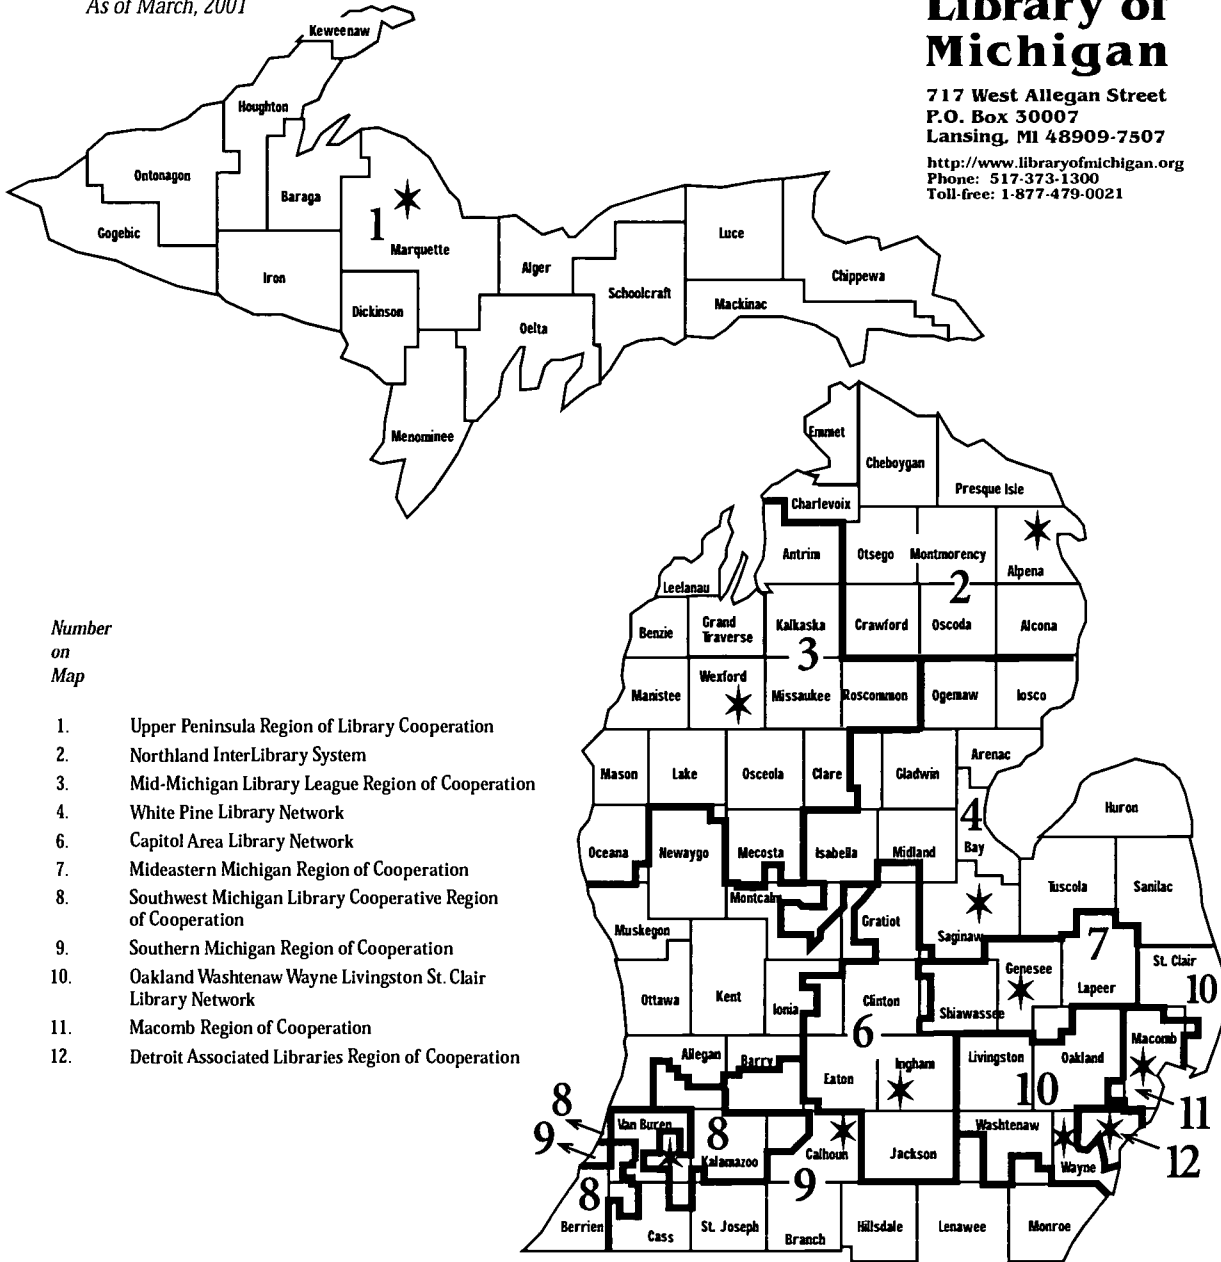 As of March, 2001
Library of
Michigan
717 West Allegan Street
P.O. Box 30007
Lansing, MI 48909-7507
http://www.libraryofmichigan.org
Phone: 517-373-1300
Toll-free: 1-877-479-0021
Keweenaw
Houghton
Ontonagon
Baraga
Gogebic
1
Marquette
Iron
Dickinson
Alger
Delta
Schoolcraft
Luce
Chippewa
Mackinac
Menominee
Emmet
Cheboygan
Presque Isle
Charlevoix
Antrim
Otsego
Montmorency
Alpena
2
Leelanau
Benzie
Grand
Traverse
Kalkaska
Crawford
Oscoda
Alcona
3
Manistee
Wexford
Missaukee
Roscommon
Ogemaw
Iosco
Mason
Lake
Osceola
Clare
Gladwin
Arenac
4
Huron
Oceana
Newaygo
Mecosta
Isabella
Midland
Bay
Tuscola
Sanilac
Montcalm
Gratiot
Saginaw
Muskegon
7
Genesee
Lapeer
St. Clair
10
Ottawa
Kent
Ionia
Clinton
Shiawassee
6
Macomb
Allegan
Barry
Eaton
Ingham
Livingston
Oakland
10
11
8
9
Van Buren
8
Kalamazoo
Calhoun
Jackson
Washtenaw
Wayne
12
8
9
Berrien
Cass
St. Joseph
Branch
Hillsdale
Lenawee
Monroe
Number
on
Map
1. Upper Peninsula Region of Library Cooperation
2. Northland InterLibrary System
3. Mid-Michigan Library League Region of Cooperation
4. White Pine Library Network
6. Capitol Area Library Network
7. Mideastern Michigan Region of Cooperation
8. Southwest Michigan Library Cooperative Region
of Cooperation
9. Southern Michigan Region of Cooperation
10. Oakland Washtenaw Wayne Livingston St. Clair
Library Network
11. Macomb Region of Cooperation
12. Detroit Associated Libraries Region of Cooperation